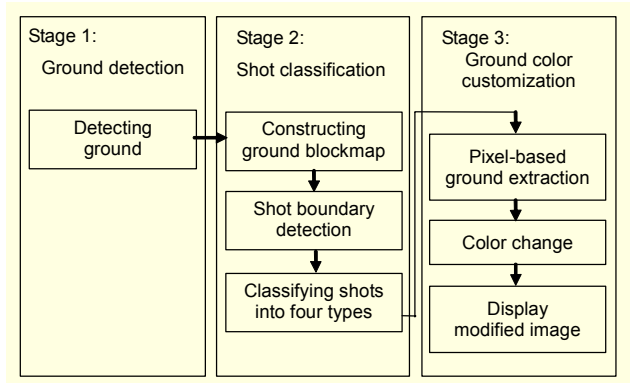 Stage 1:
Ground detection
Detecting
ground
Stage 2:
Shot classification
Constructing
ground blockmap
Shot boundary
detection
Classifying shots
into four types
Stage 3:
Ground color
customization
Pixel-based
ground extraction
Color change
Display
modified image